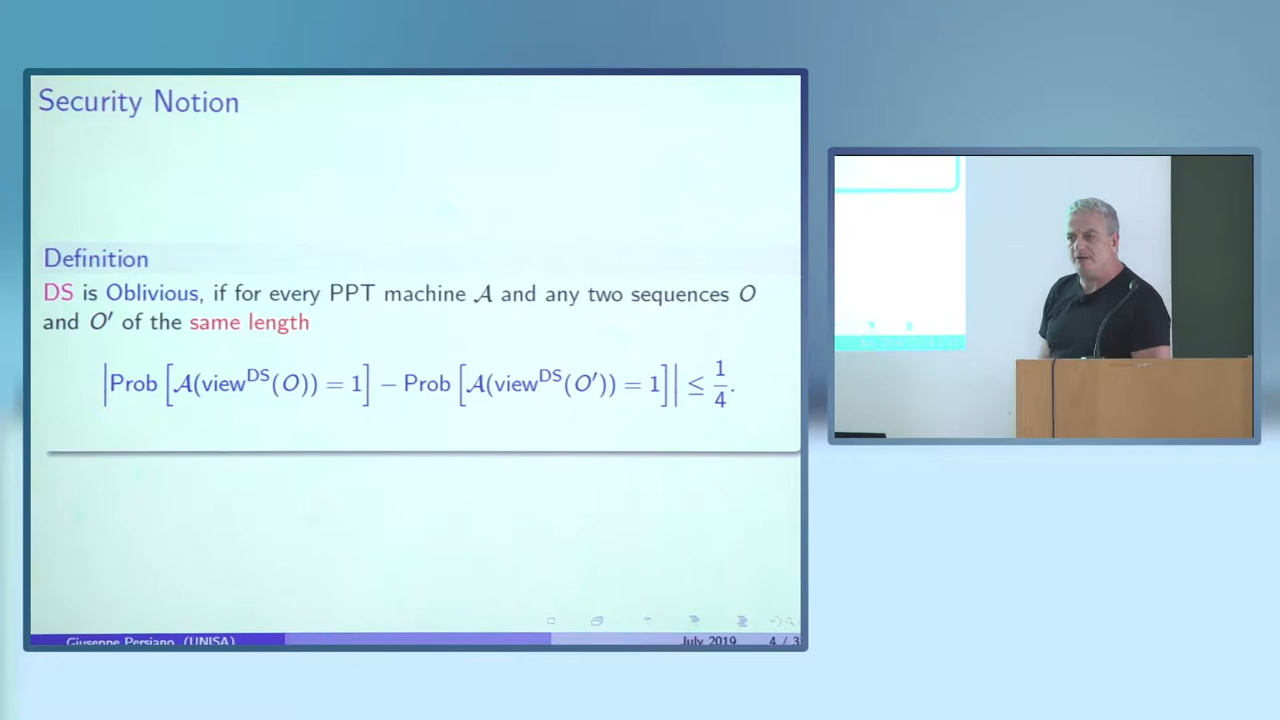 Security Notion
Definition
DS is Oblivious, if for every PPT machine 𝒜 and any two sequences O
and O′ of the same length
|Prob [𝒜(view^DS(O)) = 1] − Prob [𝒜(view^DS(O′)) = 1]| ≤ 1/4.
Giuseppe Persiano (UNISA) July 2019 4 / 3